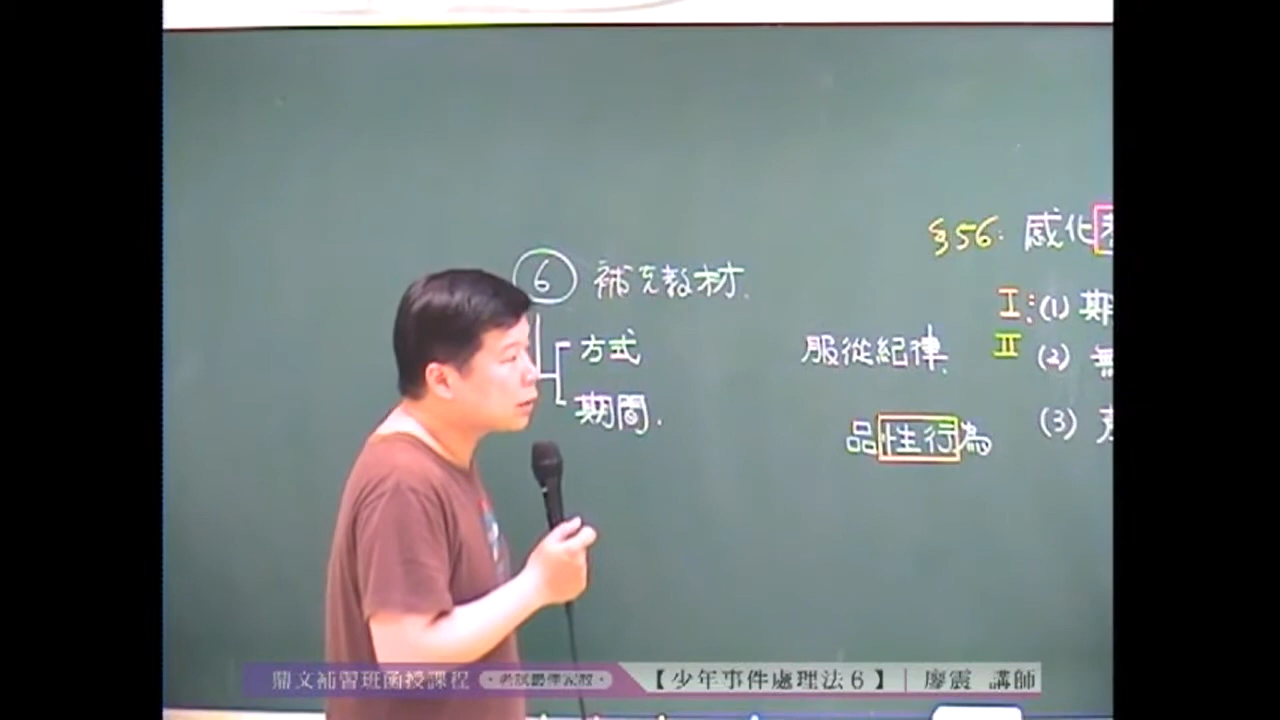 ⑥ 補充教材.
方式
期間.
§56: 感化
I:(1) 期
II (2) 無
(3)
服從紀律.
品性行為
鼎文補習班函授課程
【少年事件處理法6】｜廖震 講師